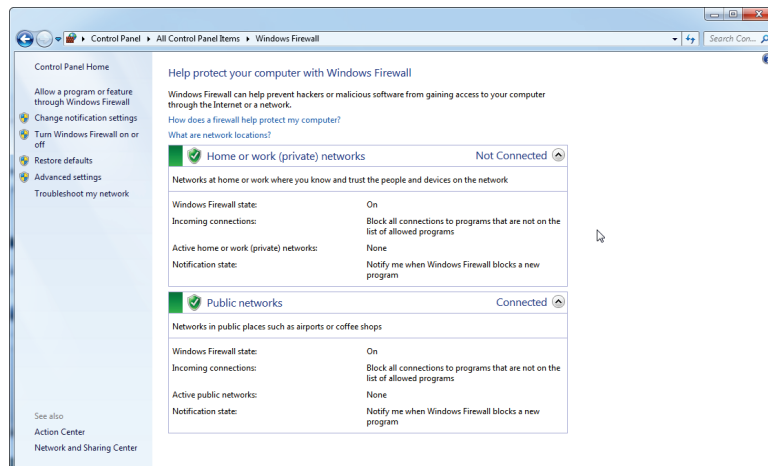 Control Panel
All Control Panel Items
Windows Firewall
Search Con...
Control Panel Home
Allow a program or feature
through Windows Firewall
Change notification settings
Turn Windows Firewall on or
off
Restore defaults
Advanced settings
Troubleshoot my network
See also
Action Center
Network and Sharing Center
Help protect your computer with Windows Firewall
Windows Firewall can help prevent hackers or malicious software from gaining access to your computer
through the Internet or a network.
How does a firewall help protect my computer?
What are network locations?
Home or work (private) networks Not Connected
Networks at home or work where you know and trust the people and devices on the network
Windows Firewall state: On
Incoming connections: Block all connections to programs that are not on the
list of allowed programs
Active home or work (private) networks: None
Notification state: Notify me when Windows Firewall blocks a new
program
Public networks Connected
Networks in public places such as airports or coffee shops
Windows Firewall state: On
Incoming connections: Block all connections to programs that are not on the
list of allowed programs
Active public networks: None
Notification state: Notify me when Windows Firewall blocks a new
program